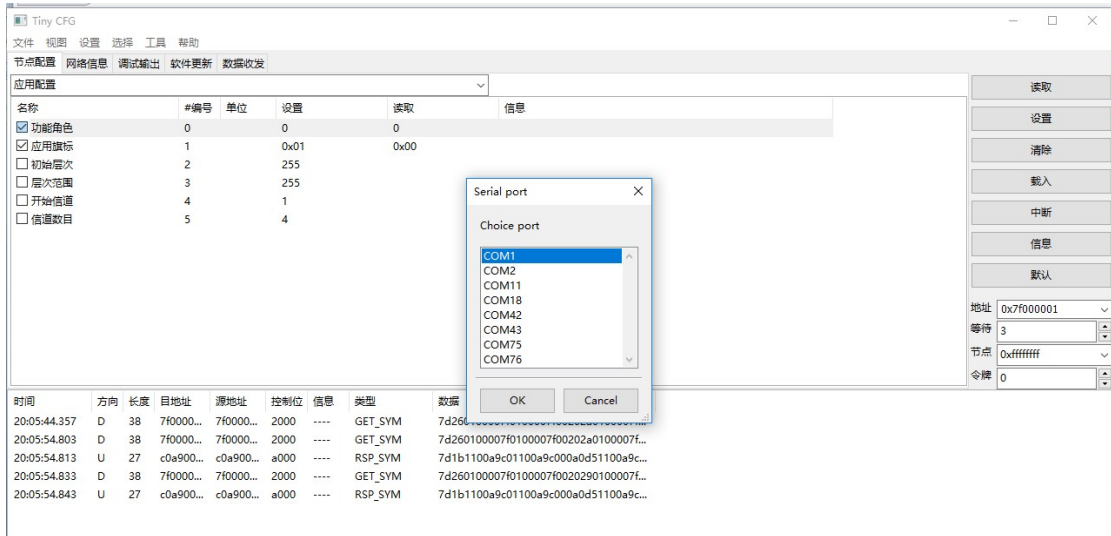 Tiny CFG
文件 视图 设置 选择 工具 帮助
节点配置 网络信息 调试输出 软件更新 数据收发
应用配置
名称 #编号 单位 设置 读取 信息
功能角色 0 0 0
应用旗标 1 0x01 0x00
初始层次 2 255
层次范围 3 255
开始信道 4 1
信道数目 5 4
读取
设置
清除
载入
中断
信息
默认
地址 0x7f000001
等待 3
节点 0xffffffff
令牌 0
Serial port
Choice port
COM1
COM2
COM11
COM18
COM42
COM43
COM75
COM76
OK Cancel
时间 方向 长度 目地址 源地址 控制位 信息 类型 数据
20:05:44.357 D 38 7f0000... 7f0000... 2000 ---- GET_SYM
20:05:54.803 D 38 7f0000... 7f0000... 2000 ---- GET_SYM 7d260100007f0100007f00202a0100007f...
20:05:54.813 U 27 c0a900... c0a900... a000 ---- RSP_SYM 7d1b1100a9c01100a9c000a0d51100a9c...
20:05:54.833 D 38 7f0000... 7f0000... 2000 ---- GET_SYM 7d260100007f0100007f0020290100007f...
20:05:54.843 U 27 c0a900... c0a900... a000 ---- RSP_SYM 7d1b1100a9c01100a9c000a0d51100a9c...